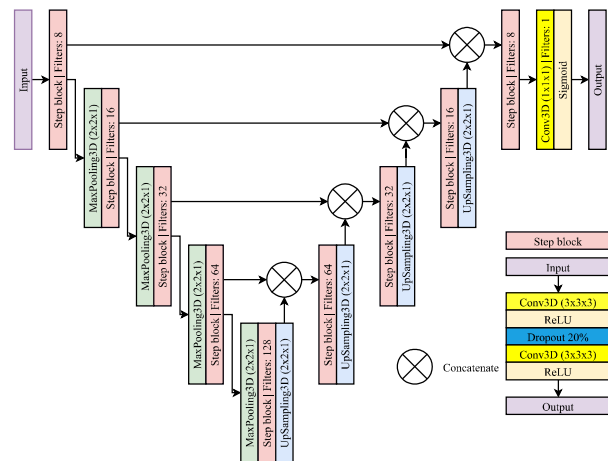 Input
Step block | Filters: 8
MaxPooling3D (2x2x1)
Step block | Filters: 16
MaxPooling3D (2x2x1)
Step block | Filters: 32
MaxPooling3D (2x2x1)
Step block | Filters: 64
MaxPooling3D (2x2x1)
Step block | Filters: 128
UpSampling3D (2x2x1)
Step block | Filters: 64
UpSampling3D (2x2x1)
Step block | Filters: 32
UpSampling3D (2x2x1)
Step block | Filters: 16
UpSampling3D (2x2x1)
Step block | Filters: 8
Conv3D (1x1x1) | Filters: 1
Sigmoid
Output
Concatenate
Step block
Input
Conv3D (3x3x3)
ReLU
Dropout 20%
Conv3D (3x3x3)
ReLU
Output